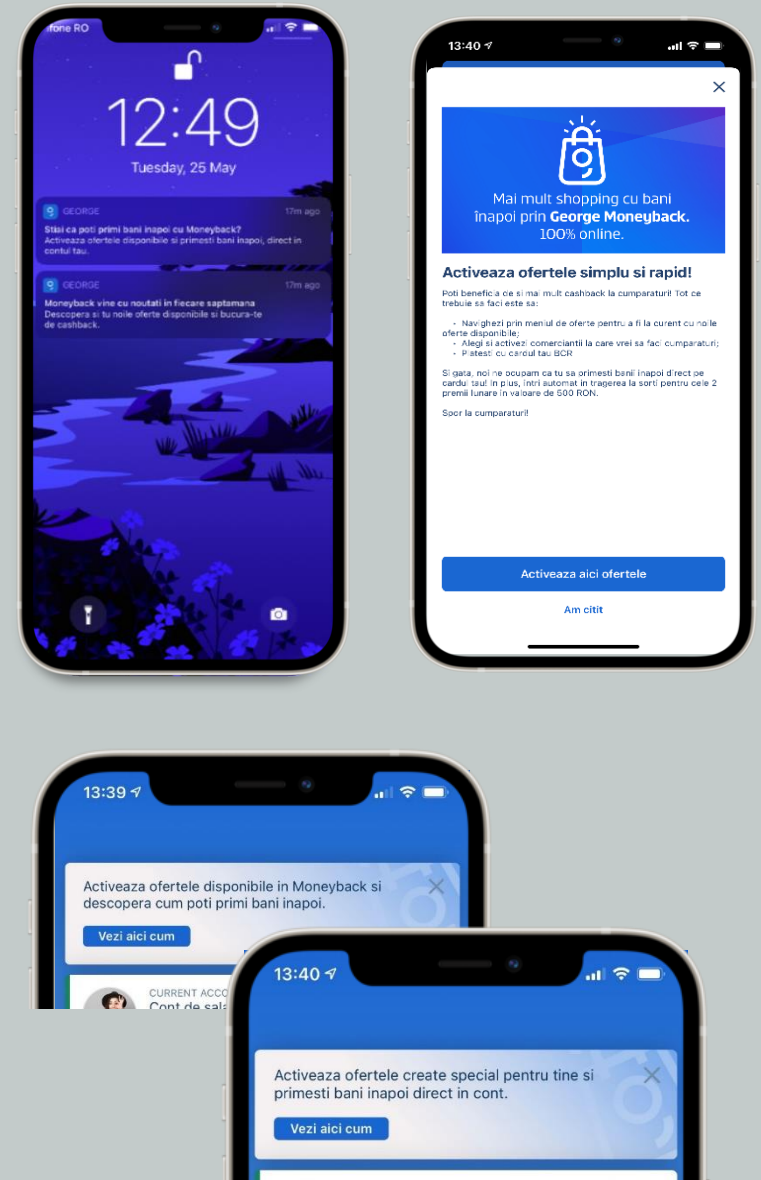 fone RO
12:49
Tuesday, 25 May
GEORGE
17m ago
Stiai ca poti primi bani inapoi cu Moneyback?
Activeaza ofertele disponibile si primesti bani inapoi, direct in
contul tau.
GEORGE
17m ago
Moneyback vine cu noutati in fiecare saptamana
Descopera si tu noile oferte disponibile si bucura-te
de cashback.
13:40
Mai mult shopping cu bani
înapoi prin George Moneyback.
100% online.
Activeaza ofertele simplu si rapid!
Poti beneficia de si mai mult cashback la cumparaturi! Tot ce
trebuie sa faci este sa:
- Navighezi prin meniul de oferte pentru a fi la curent cu noile
oferte disponibile;
- Alegi si activezi comerciantii la care vrei sa faci cumparaturi;
- Platesti cu cardul tau BCR
Si gata, noi ne ocupam ca tu sa primesti banii inapoi direct pe
cardul tau! In plus, intri automat in tragerea la sorti pentru cele 2
premii lunare in valoare de 500 RON.
Spor la cumparaturi!
Activeaza aici ofertele
Am citit
13:39
Activeaza ofertele disponibile in Moneyback si
descopera cum poti primi bani inapoi.
Vezi aici cum
CURRENT ACCO
Cont de sala
13:40
Activeaza ofertele create special pentru tine si
primesti bani inapoi direct in cont.
Vezi aici cum